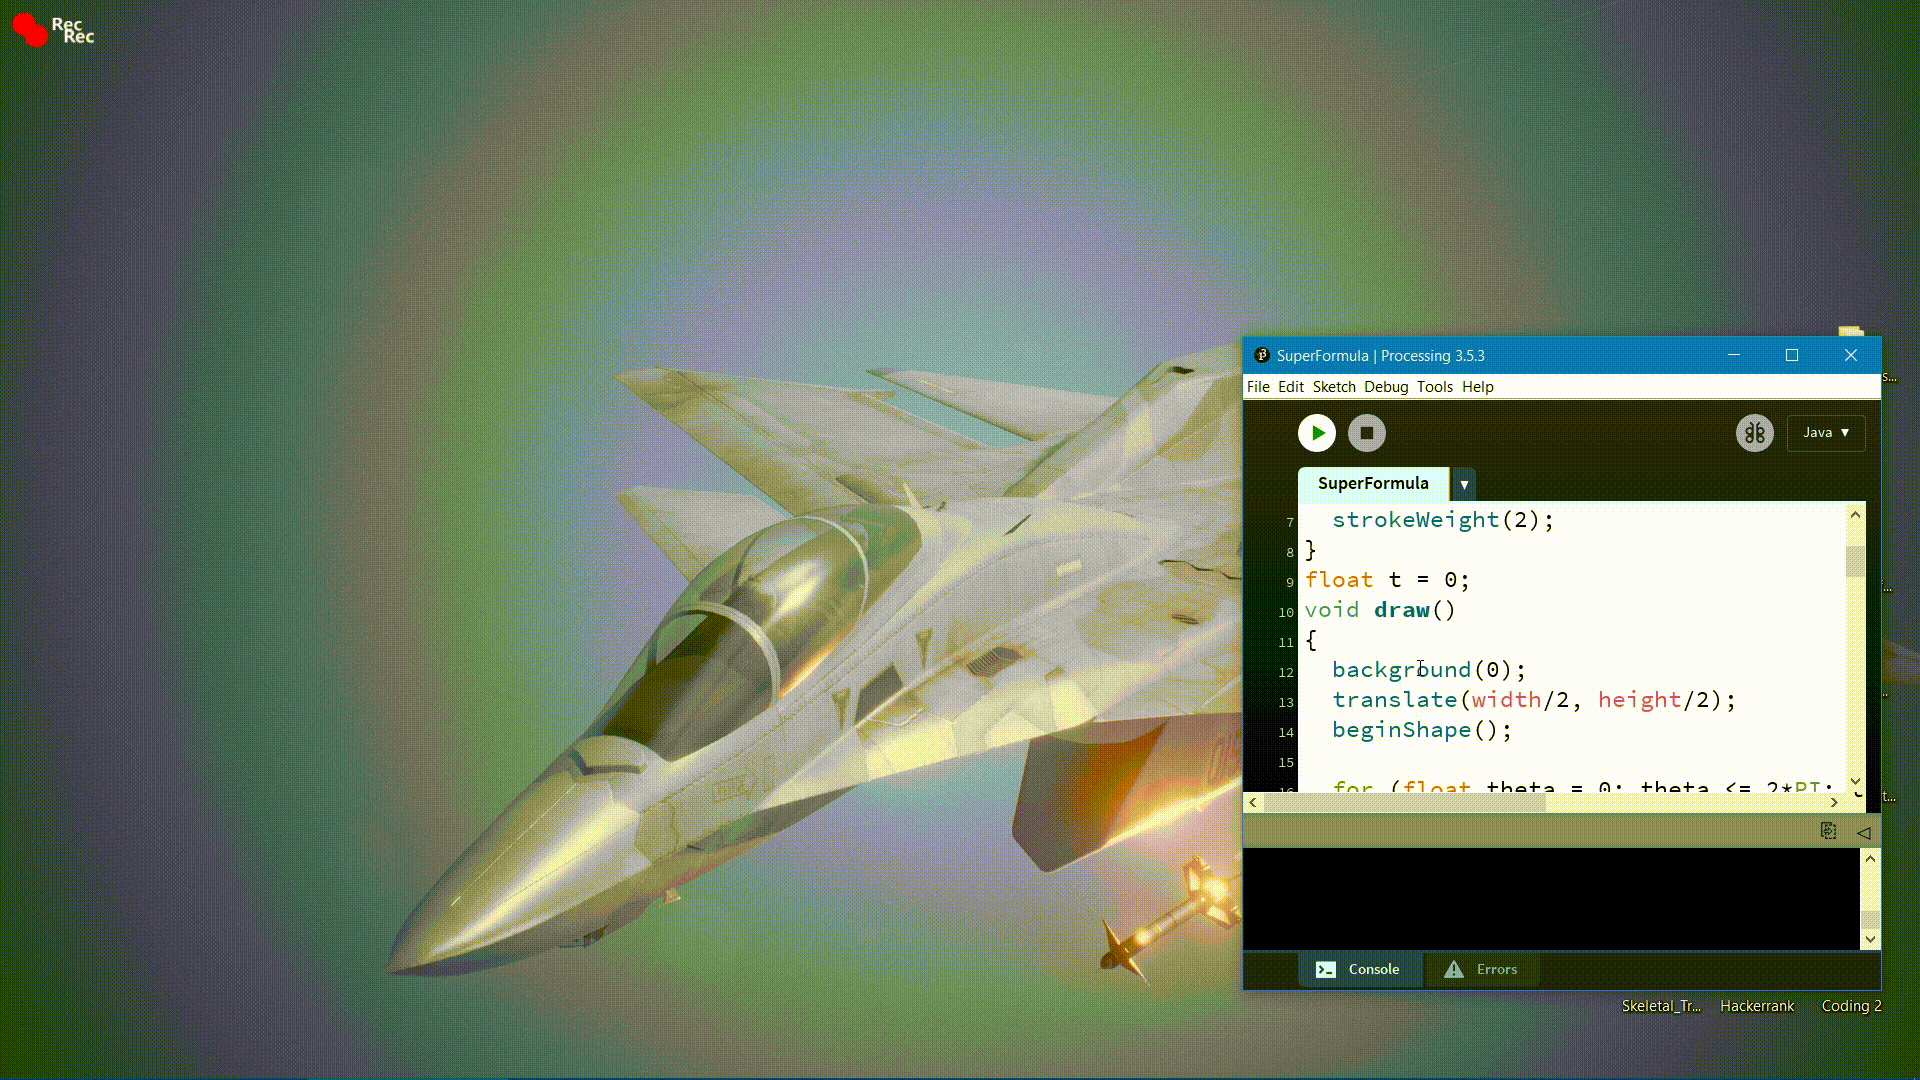 Rec
Rec
SuperFormula | Processing 3.5.3
File Edit Sketch Debug Tools Help
Java
SuperFormula
7 strokeWeight(2);
8 }
9 float t = 0;
10 void draw()
11 {
12 background(0);
13 translate(width/2, height/2);
14 beginShape();
15
16 for (float theta = 0; theta <= 2*PI;
Console
Errors
s...
t...
Skeletal_Tr... Hackerrank Coding 2